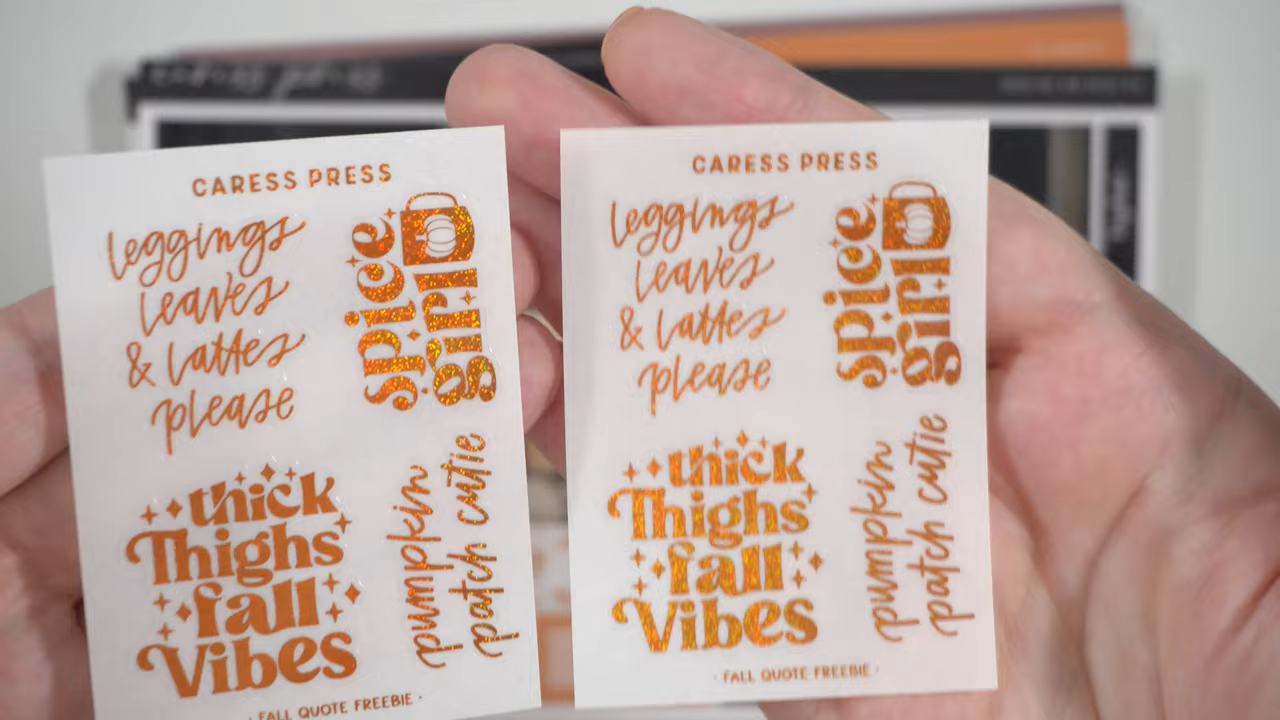 CARESS PRESS
leggings
leaves
& lattes
please
spice
girl
thick
Thighs
fall
Vibes
pumpkin
patch cutie
· FALL QUOTE FREEBIE ·
CARESS PRESS
leggings
leaves
& lattes
please
spice
girl
thick
Thighs
fall
Vibes
pumpkin
patch cutie
· FALL QUOTE FREEBIE ·